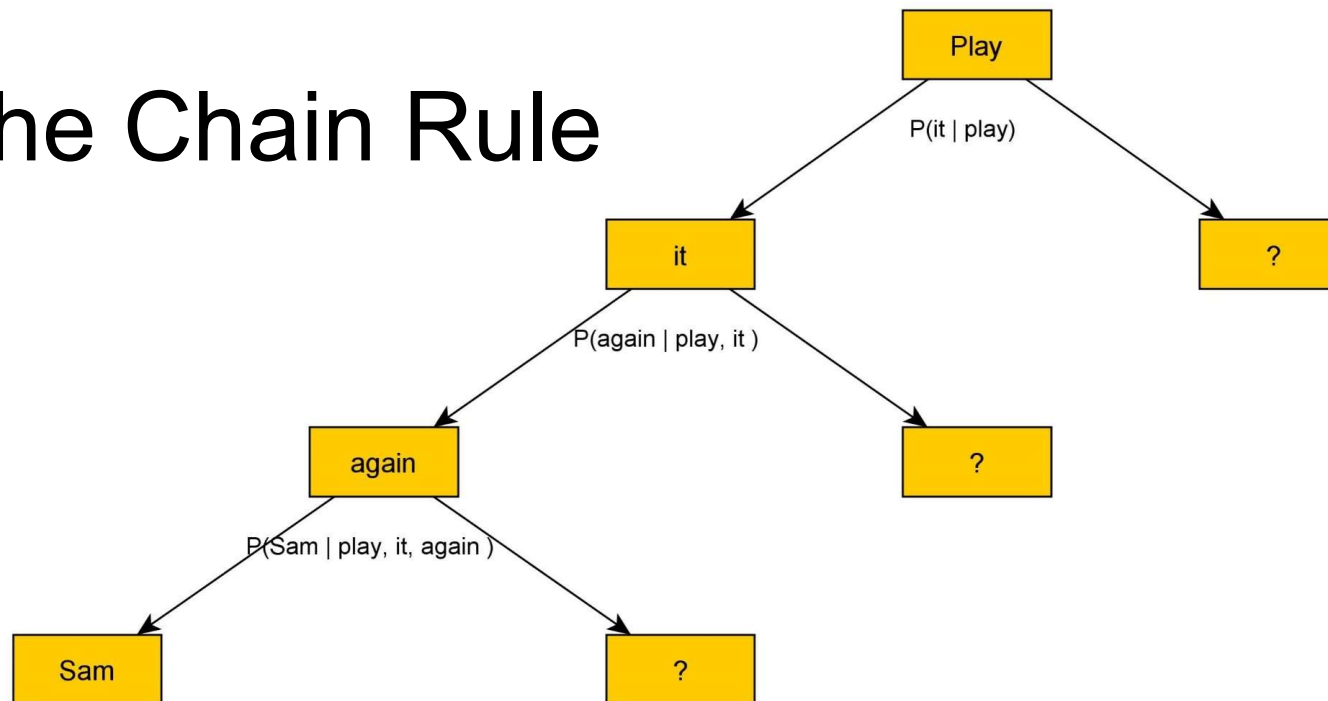 Play
he Chain Rule
P(it | play)
it
?
P(again | play, it )
again
?
P(Sam | play, it, again )
Sam
?